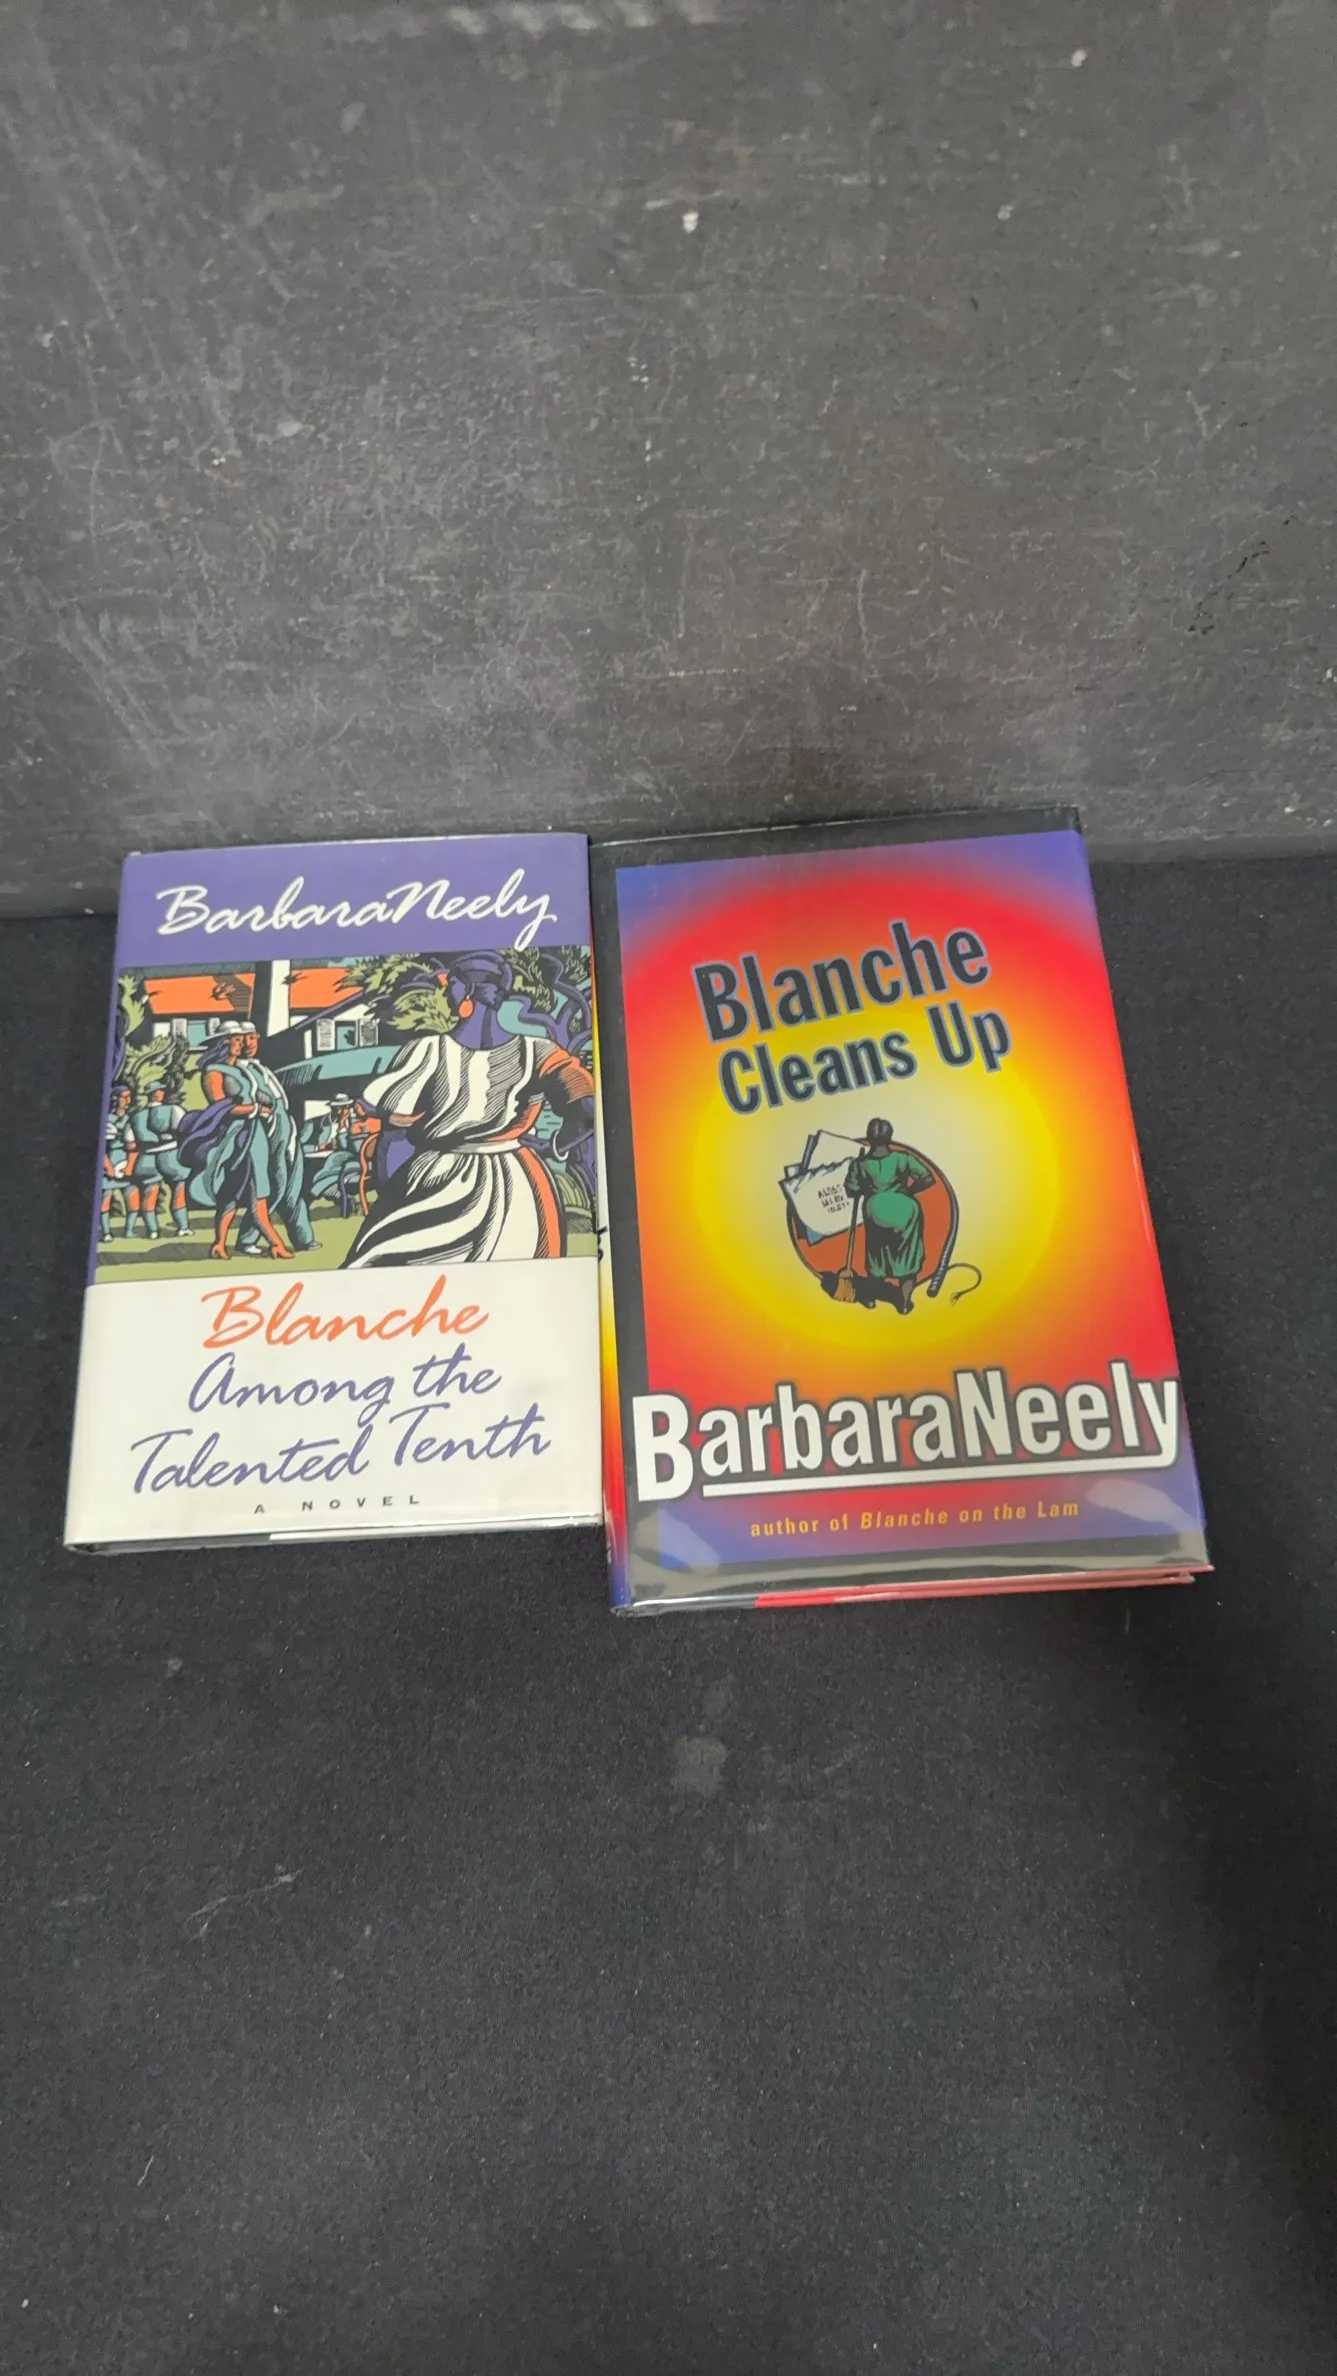 BarbaraNeely
Blanche
Among the
Talented Tenth
A NOVEL
Blanche
Cleans Up
BarbaraNeely
author of Blanche on the Lam